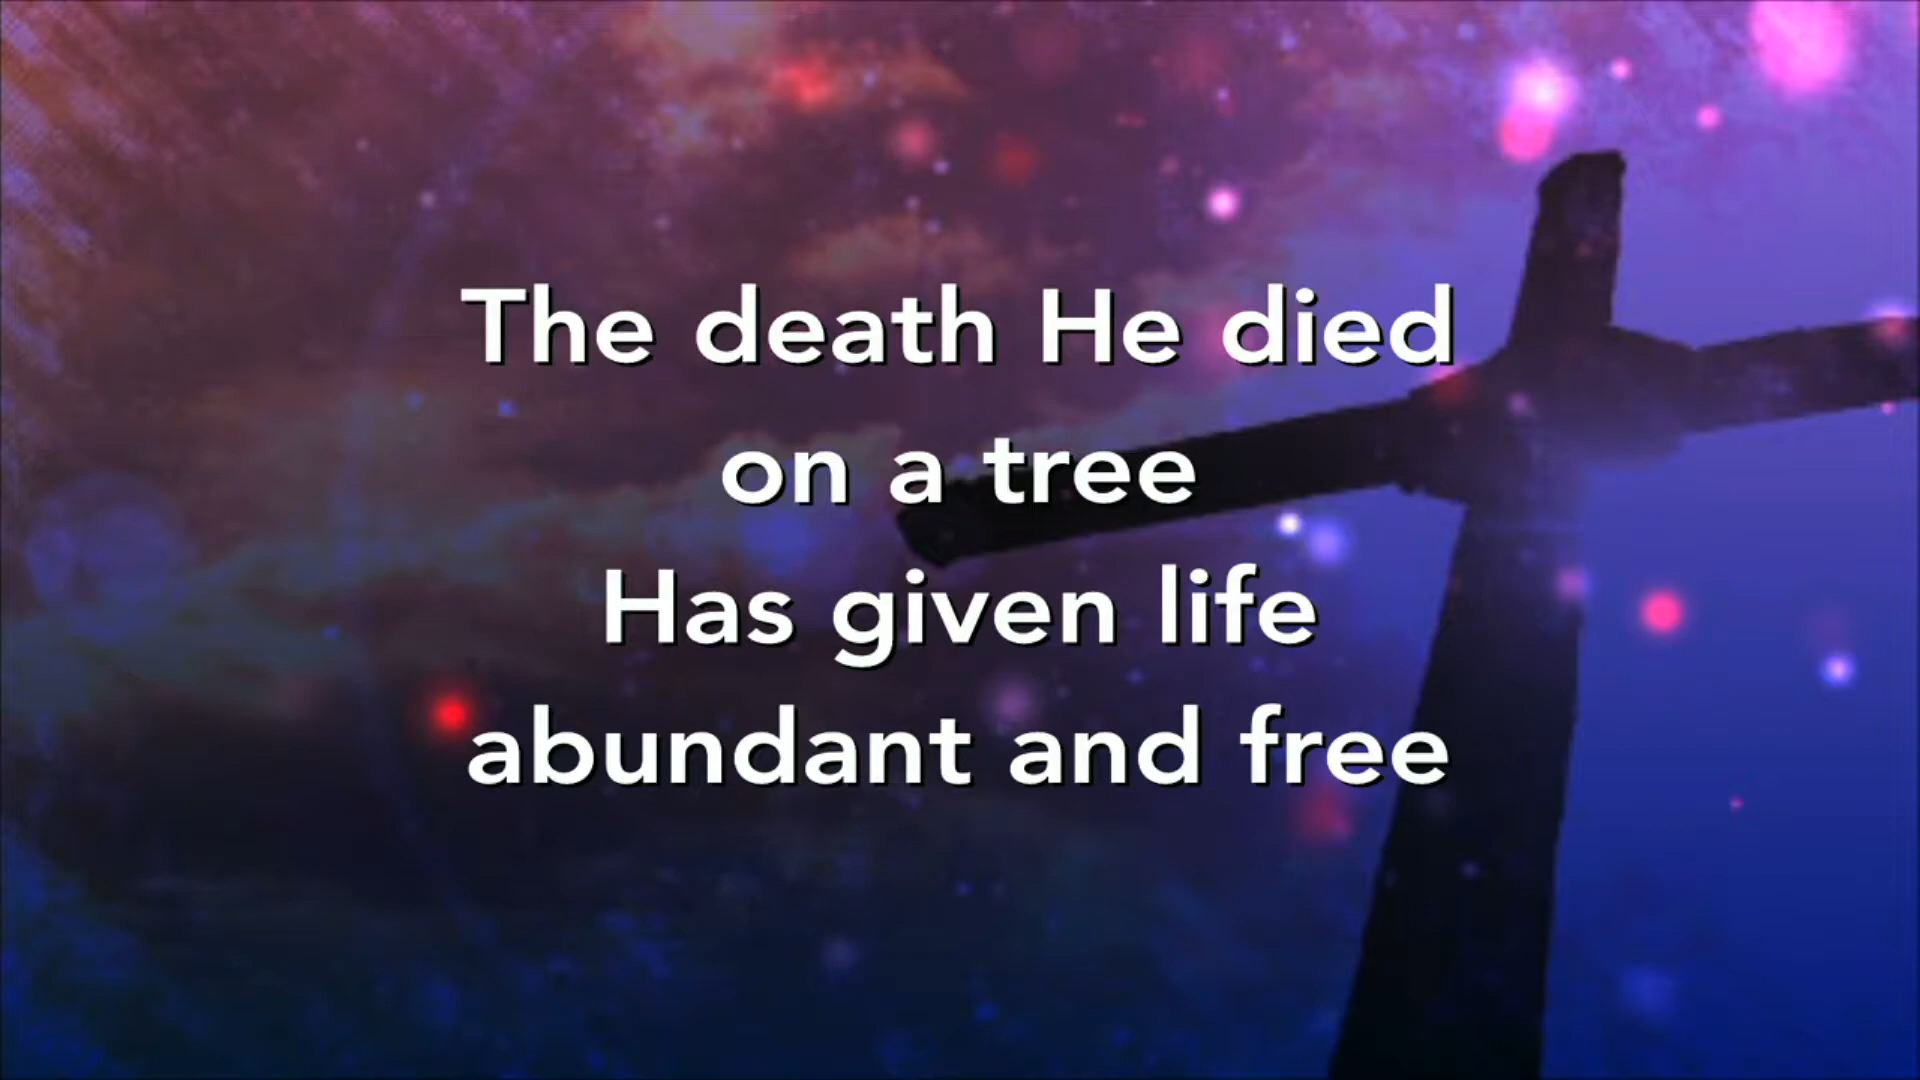 The death He died
on a tree
Has given life
abundant and free